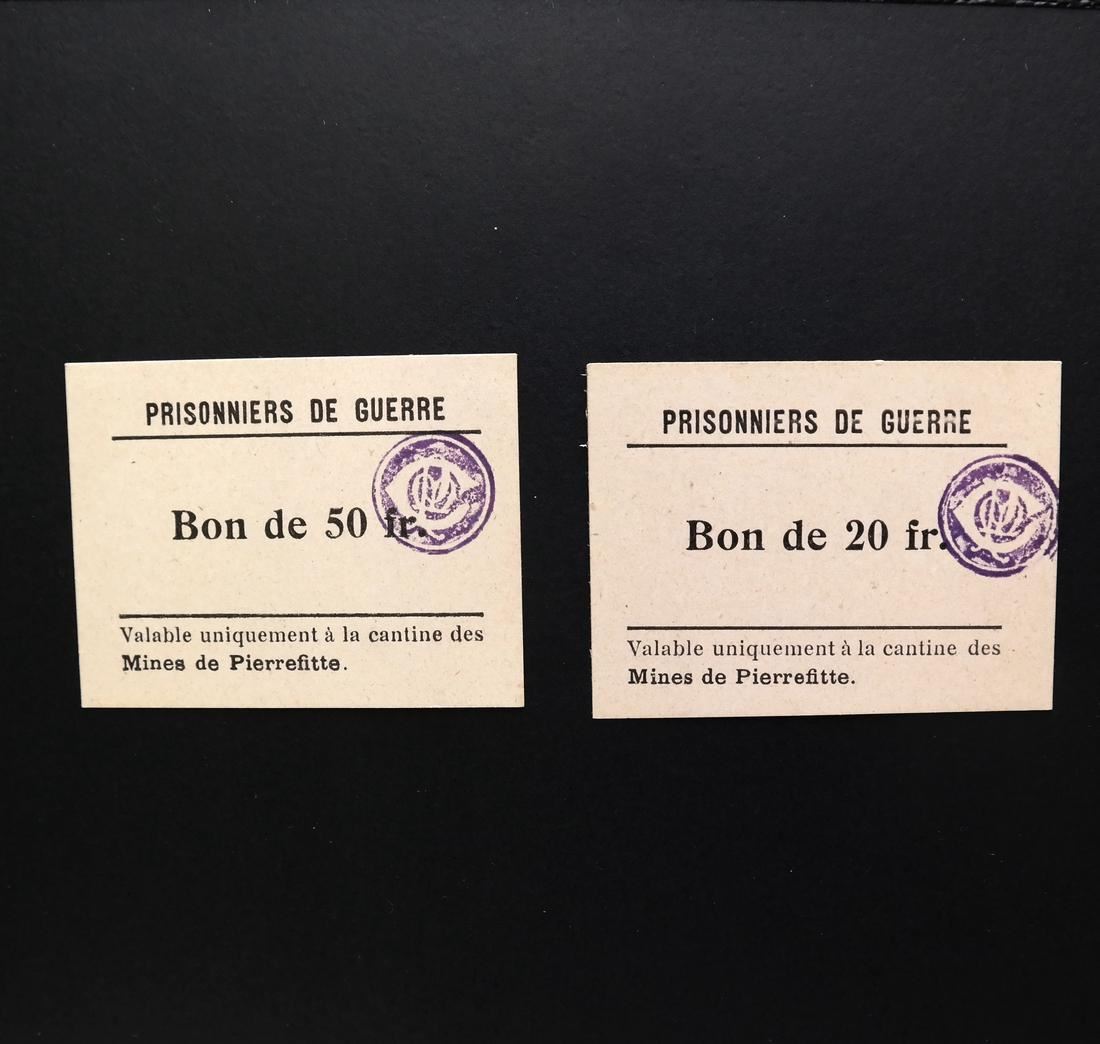 PRISONNIERS DE GUERRE
Bon de 50 fr.
Valable uniquement à la cantine des
Mines de Pierrefitte.
PRISONNIERS DE GUERRE
Bon de 20 fr.
Valable uniquement à la cantine des
Mines de Pierrefitte.